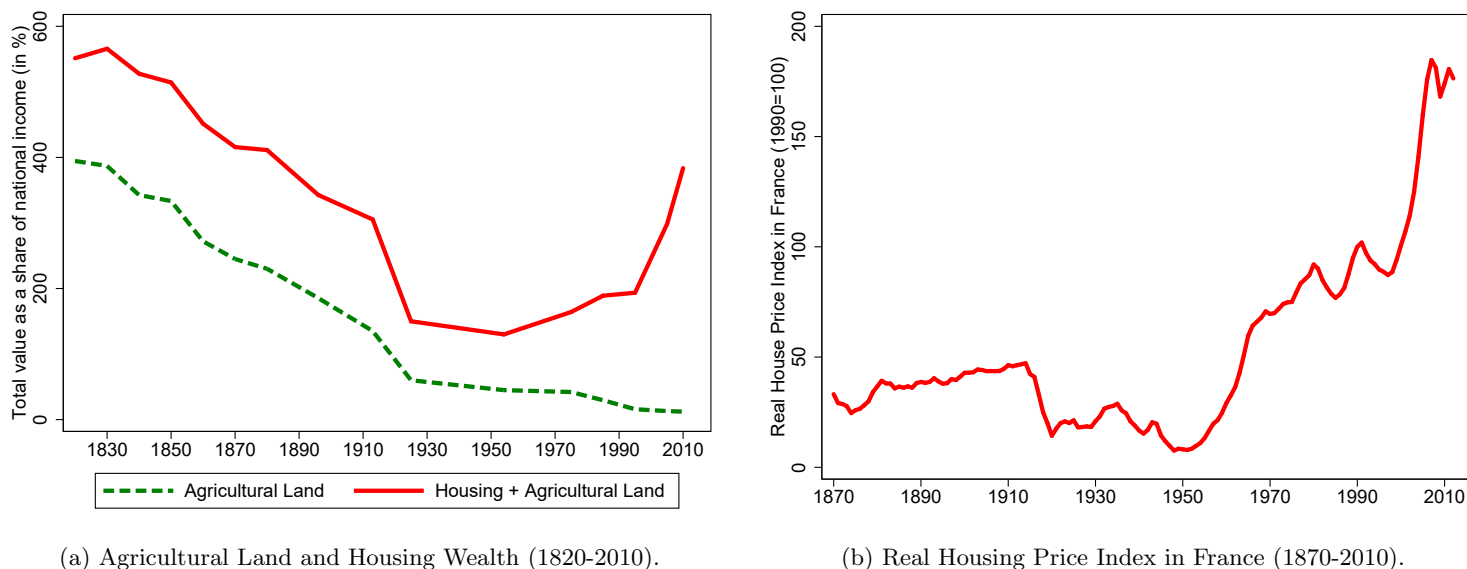 Total value as a share of national income (in %)
600
400
200
0
1830 1850 1870 1890 1910 1930 1950 1970 1990 2010
Agricultural Land Housing + Agricultural Land
(a) Agricultural Land and Housing Wealth (1820-2010).
Real House Price Index in France (1990=100)
200
150
100
50
0
1870 1890 1910 1930 1950 1970 1990 2010
(b) Real Housing Price Index in France (1870-2010).